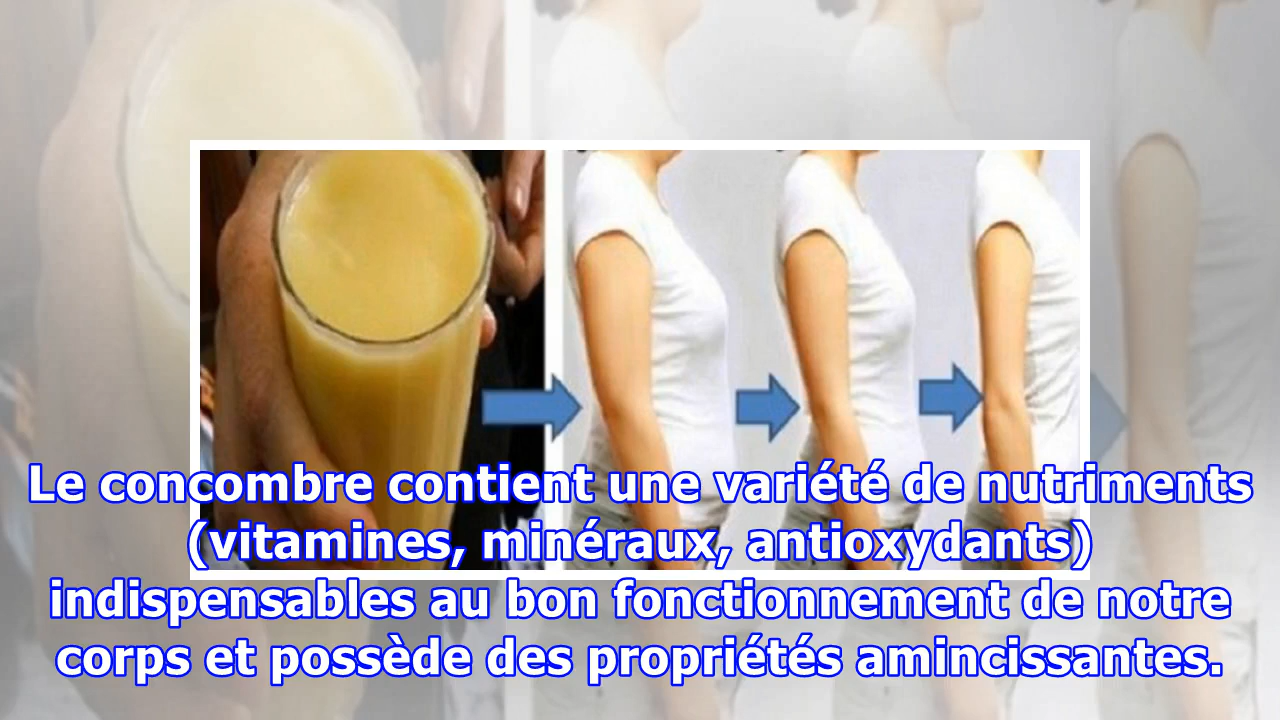 Le concombre contient une variété de nutriments
(vitamines, minéraux, antioxydants)
indispensables au bon fonctionnement de notre
corps et possède des propriétés amincissantes.